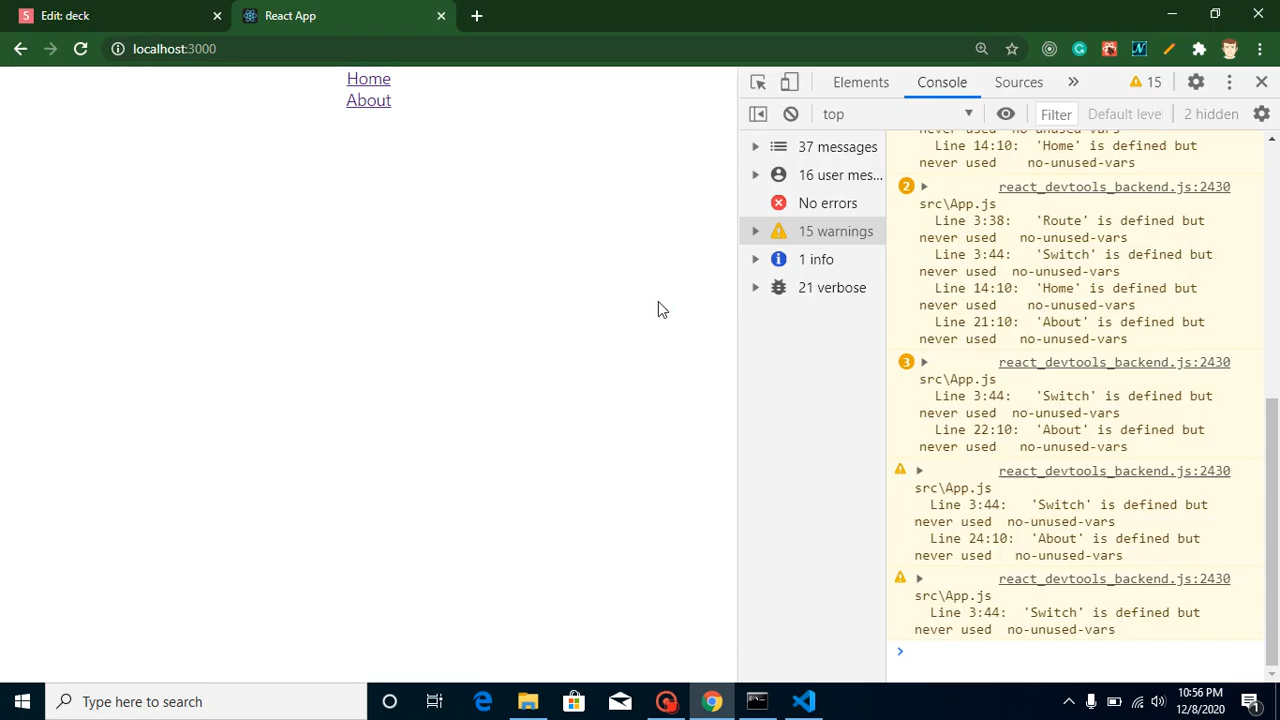 Edit: deck
React App
localhost:3000
Home
About
Elements
Console
Sources
15
top
Filter
Default leve
2 hidden
37 messages
16 user mes...
No errors
15 warnings
1 info
21 verbose
never used no-unused-vars
Line 14:10: 'Home' is defined but
never used no-unused-vars
2
react_devtools_backend.js:2430
src\App.js
Line 3:38: 'Route' is defined but
never used no-unused-vars
Line 3:44: 'Switch' is defined but
never used no-unused-vars
Line 14:10: 'Home' is defined but
never used no-unused-vars
Line 21:10: 'About' is defined but
never used no-unused-vars
3
react_devtools_backend.js:2430
src\App.js
Line 3:44: 'Switch' is defined but
never used no-unused-vars
Line 22:10: 'About' is defined but
never used no-unused-vars
react_devtools_backend.js:2430
src\App.js
Line 3:44: 'Switch' is defined but
never used no-unused-vars
Line 24:10: 'About' is defined but
never used no-unused-vars
react_devtools_backend.js:2430
src\App.js
Line 3:44: 'Switch' is defined but
never used no-unused-vars
Type here to search
10:56 PM
12/8/2020
1